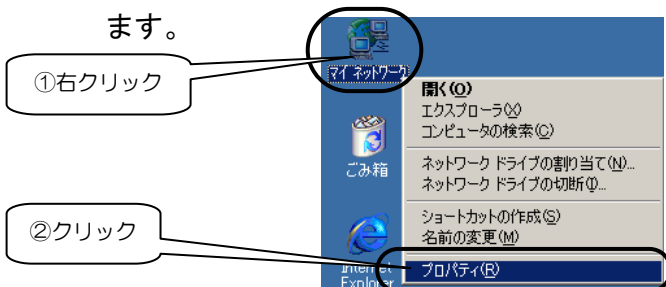 ます。
①右クリック
マイ ネットワーク
開く(O)
エクスプローラ(X)
コンピュータの検索(C)
ごみ箱
ネットワーク ドライブの割り当て(N)...
ネットワーク ドライブの切断(D)...
ショートカットの作成(S)
名前の変更(M)
②クリック
プロパティ(R)
Internet
Explorer